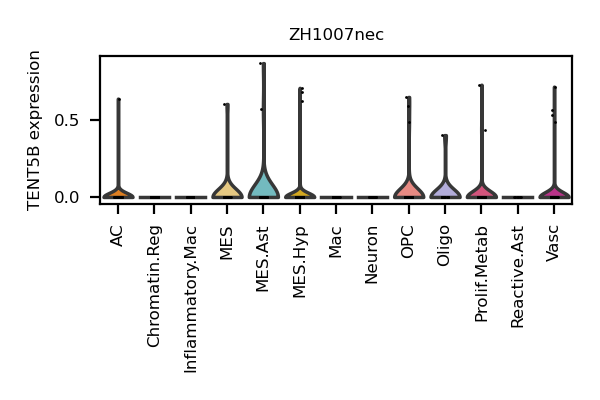 ZH1007nec
TENT5B expression
0.5
0.0
AC
Chromatin.Reg
Inflammatory.Mac
MES
MES.Ast
MES.Hyp
Mac
Neuron
OPC
Oligo
Prolif.Metab
Reactive.Ast
Vasc